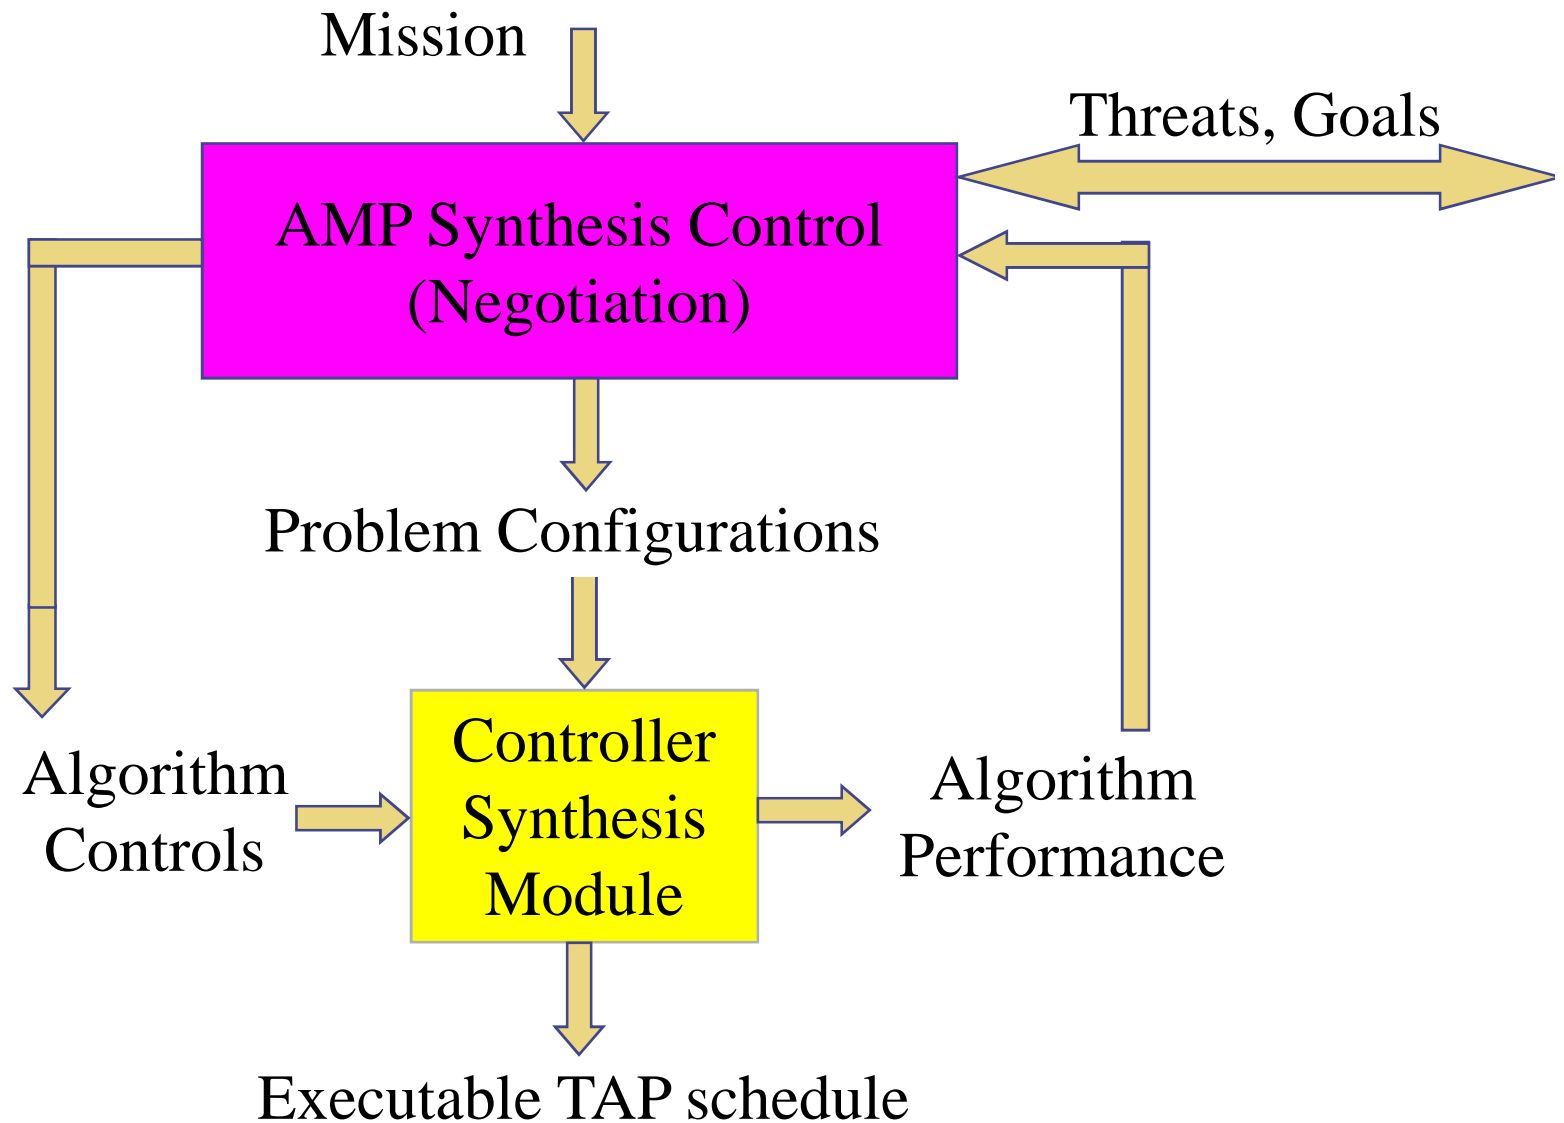 Mission
Threats, Goals
AMP Synthesis Control
(Negotiation)
Problem Configurations
Controller
Synthesis
Module
Algorithm
Controls
Algorithm
Performance
Executable TAP schedule